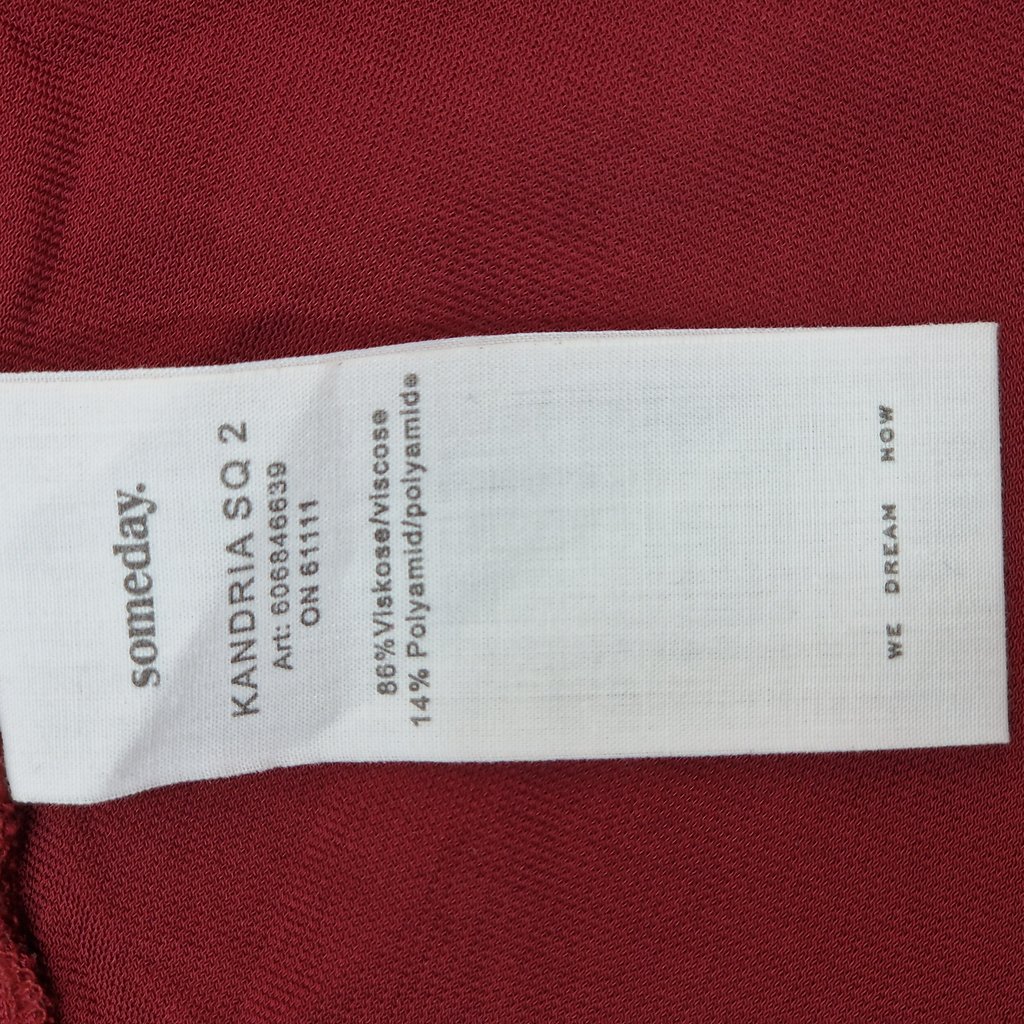 someday.
KANDRIA SQ 2
Art: 606846639
ON 61111
86%Viskose/viscose
14% Polyamid/polyamide
WE DREAM NOW